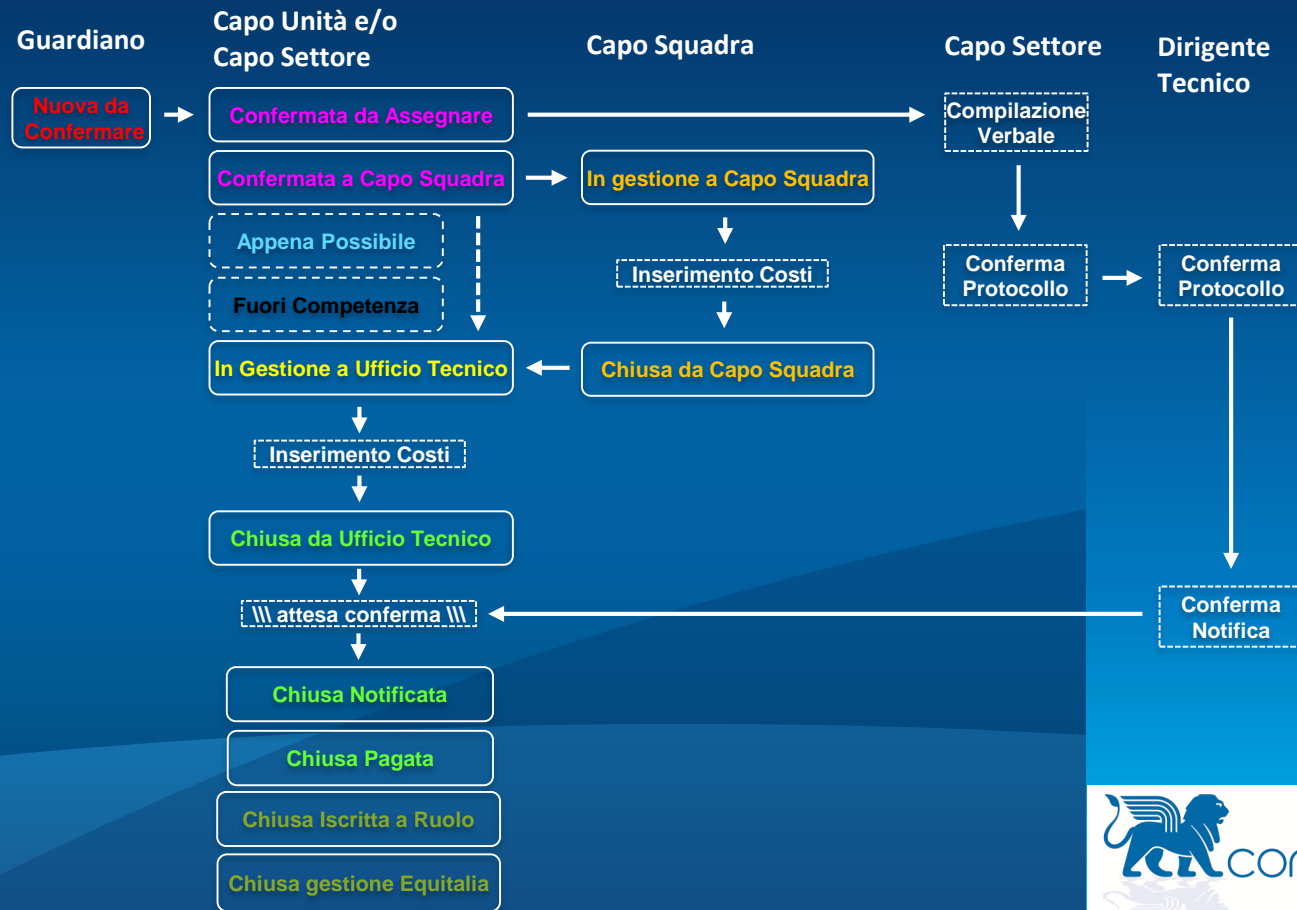 Guardiano
Capo Unità e/o
Capo Settore
Capo Squadra
Capo Settore
Dirigente
Tecnico
Nuova da
Confermare
Confermata da Assegnare
Compilazione
Verbale
Confermata a Capo Squadra
In gestione a Capo Squadra
Appena Possibile
Inserimento Costi
Conferma
Protocollo
Conferma
Protocollo
Fuori Competenza
In Gestione a Ufficio Tecnico
Chiusa da Capo Squadra
Inserimento Costi
Chiusa da Ufficio Tecnico
\\\ attesa conferma \\\
Conferma
Notifica
Chiusa Notificata
Chiusa Pagata
Chiusa Iscritta a Ruolo
Chiusa gestione Equitalia